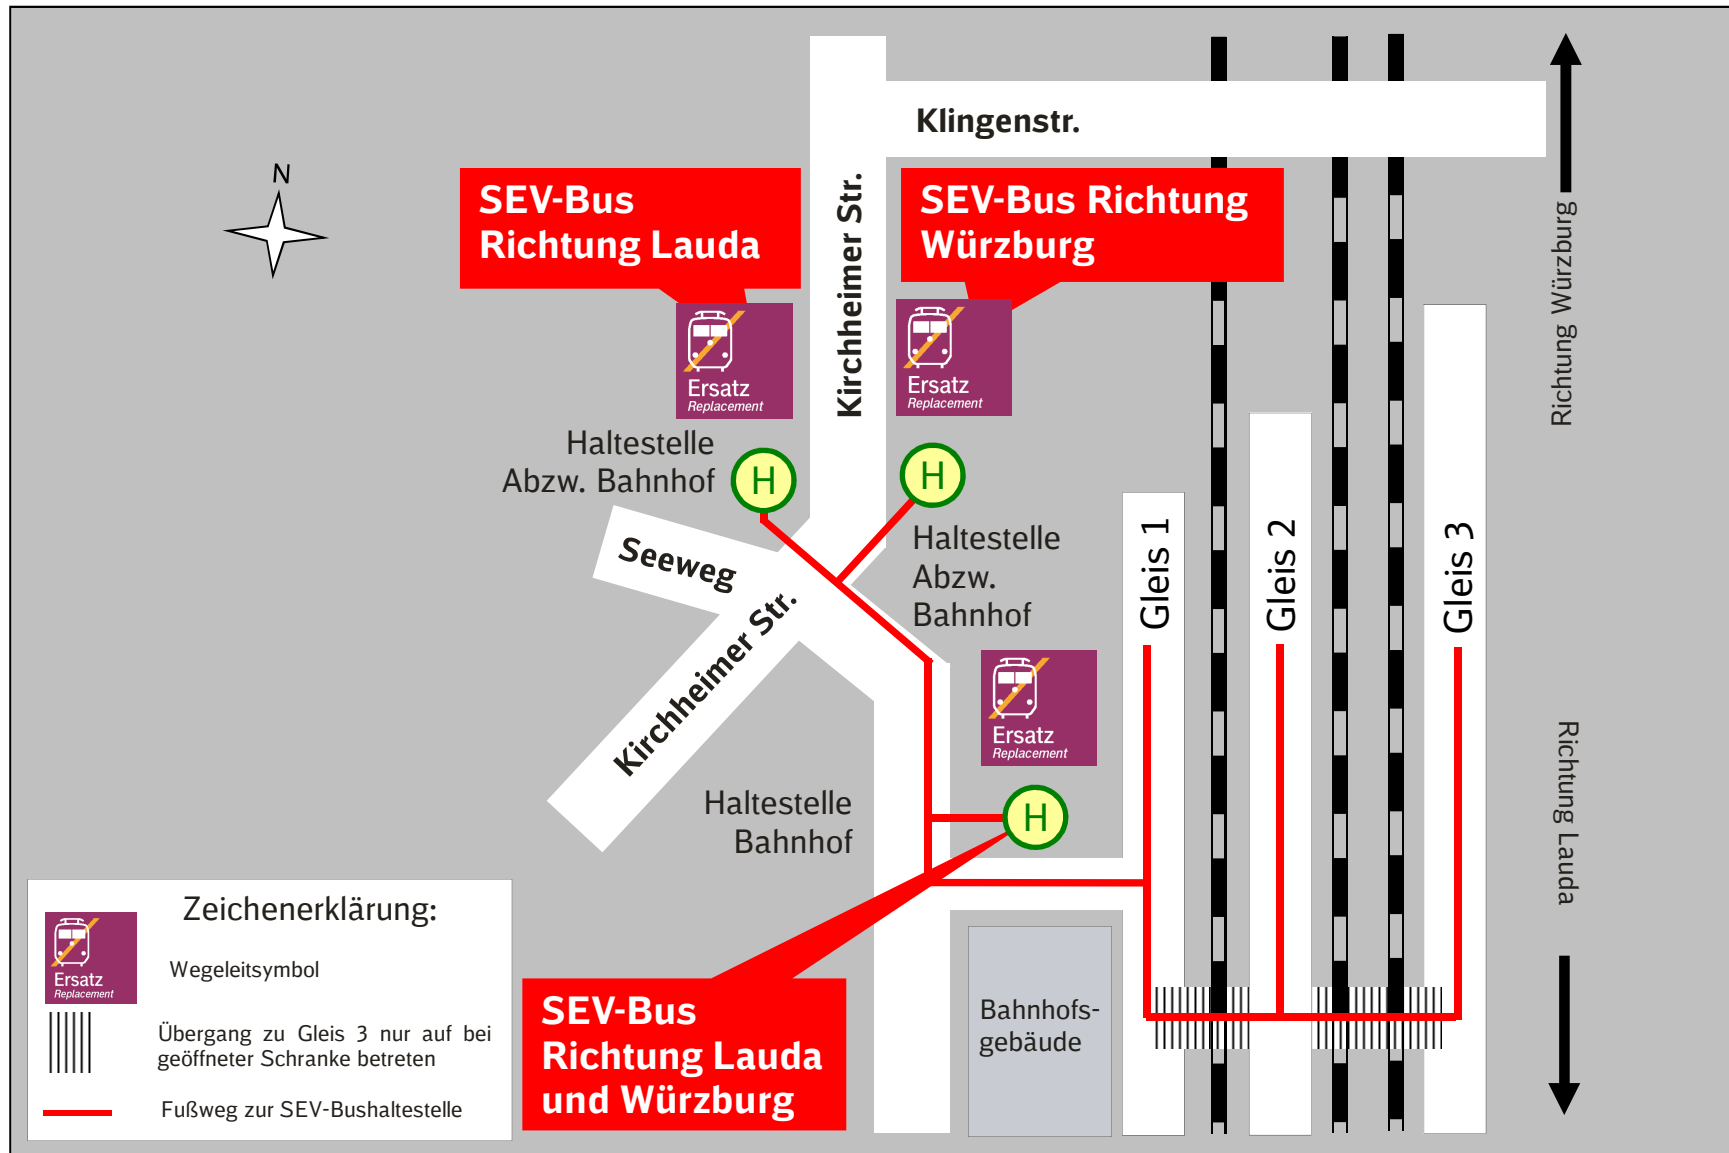 Klingenstr.
N
SEV-Bus
Richtung Lauda
Kirchheimer Str.
SEV-Bus Richtung
Würzburg
Richtung Würzburg
Ersatz
Replacement
Ersatz
Replacement
Haltestelle
Abzw. Bahnhof
H
H
Haltestelle
Abzw.
Bahnhof
Seeweg
Kirchheimer Str.
Gleis 1
Gleis 2
Gleis 3
Ersatz
Replacement
Haltestelle
Bahnhof
H
Richtung Lauda
SEV-Bus
Richtung Lauda
und Würzburg
Bahnhofs-
gebäude
Zeichenerklärung:
Ersatz
Replacement
Wegeleitsymbol
Übergang zu Gleis 3 nur auf bei
geöffneter Schranke betreten
Fußweg zur SEV-Bushaltestelle